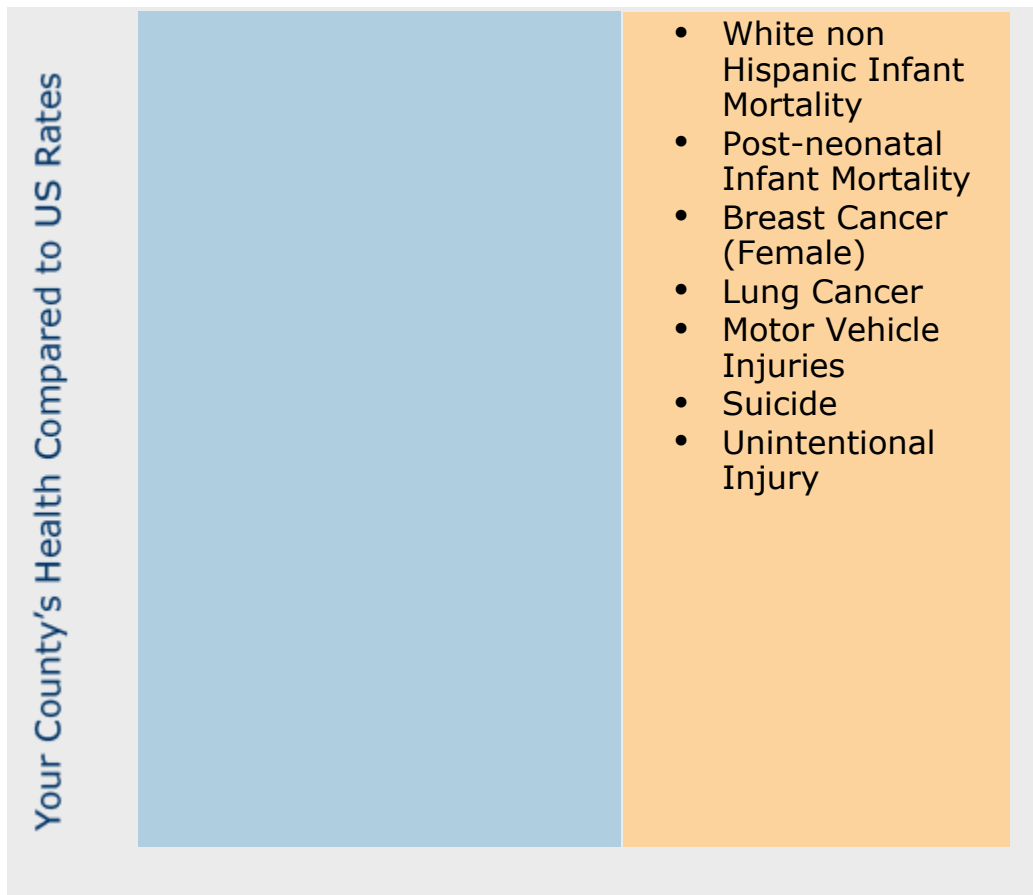 Your County's Health Compared to US Rates
• White non
Hispanic Infant
Mortality
• Post-neonatal
Infant Mortality
• Breast Cancer
(Female)
• Lung Cancer
• Motor Vehicle
Injuries
• Suicide
• Unintentional
Injury